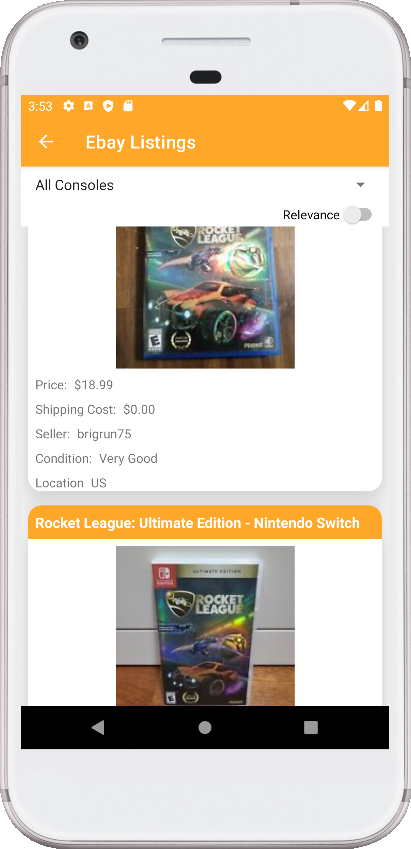 3:53
Ebay Listings
All Consoles
Relevance
ROCKET
LEAGUE
E
Price: $18.99
Shipping Cost: $0.00
Seller: brigrun75
Condition: Very Good
Location US
Rocket League: Ultimate Edition - Nintendo Switch
ULTIMATE EDITION
ROCKET
LEAGUE
E